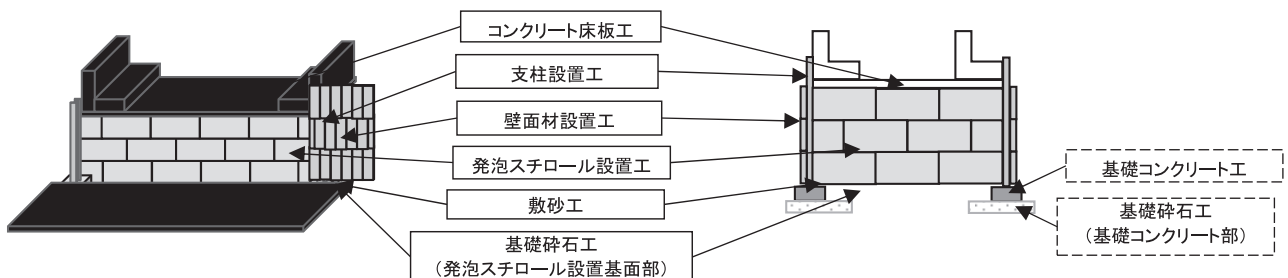 コンクリート床板工
支柱設置工
壁面材設置工
発泡スチロール設置工
敷砂工
基礎砕石工
（発泡スチロール設置基面部）
基礎コンクリート工
基礎砕石工
（基礎コンクリート部）